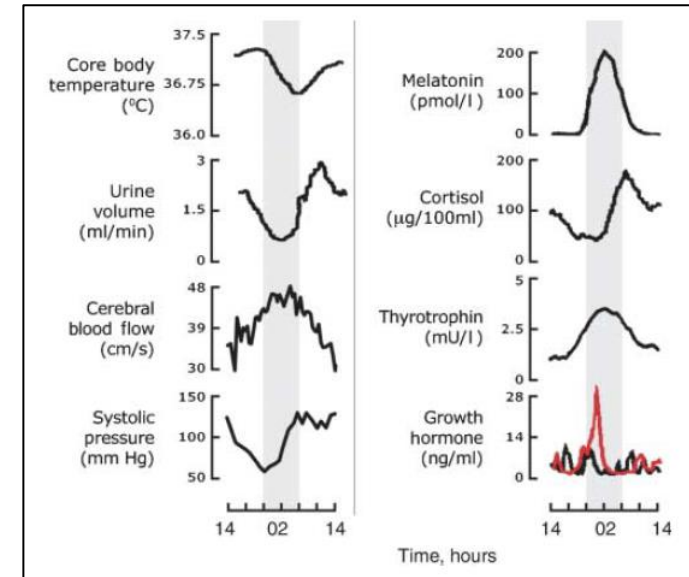 37.5
Core body
temperature
(⁰C)
36.75
36.0
3
Urine
volume
(ml/min)
1.5
0
48
Cerebral
blood flow
(cm/s)
39
30
150
Systolic
pressure
(mm Hg)
100
50
14 02 14
200
Melatonin
(pmol/l)
100
0
200
Cortisol
(µg/100ml)
100
0
5
Thyrotrophin
(mU/l)
2.5
0
28
Growth
hormone
(ng/ml)
14
0
14 02 14
Time, hours